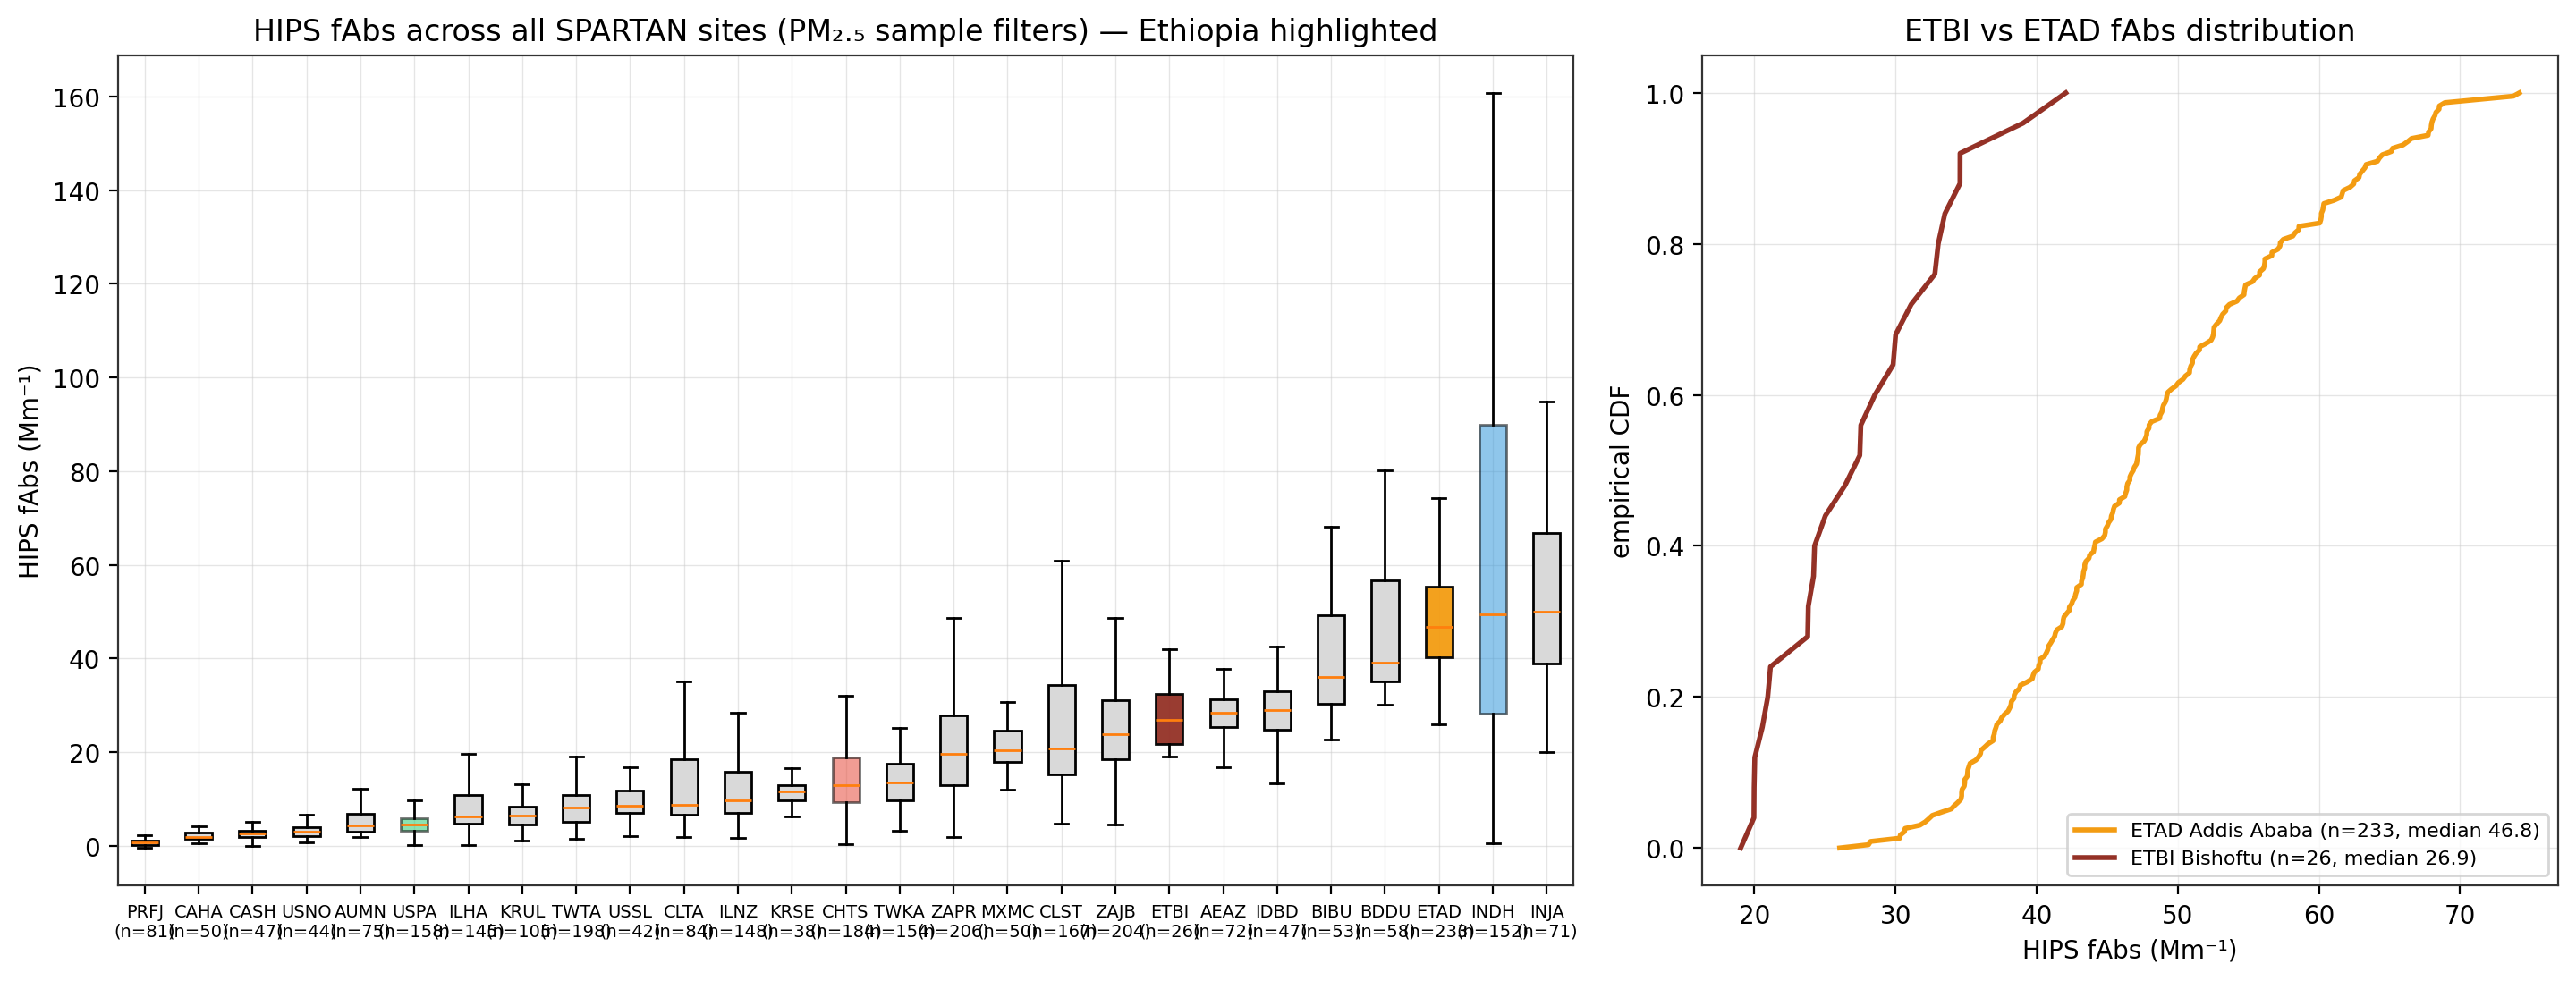 HIPS fAbs across all SPARTAN sites (PM₂.₅ sample filters) — Ethiopia highlighted
HIPS fAbs (Mm⁻¹)
160
140
120
100
80
60
40
20
0
PRFJ CAHA CASH USNO AUMN USPA ILHA KRUL TWTA USSL CLTA ILNZ KRSE CHTS TWKA ZAPR MXMC CLST ZAJB ETBI AEAZ IDBD BIBU BDDU ETAD INDH INJA
(n=81) (n=50) (n=47) (n=44) (n=75) (n=158) (n=105) (n=198) (n=42) (n=84) (n=148) (n=38) (n=154) (n=206) (n=50) (n=167) (n=204) (n=26) (n=72) (n=47) (n=53) (n=58) (n=233) (n=152) (n=71)
ETBI vs ETAD fAbs distribution
empirical CDF
1.0
0.8
0.6
0.4
0.2
0.0
ETAD Addis Ababa (n=233, median 46.8)
ETBI Bishoftu (n=26, median 26.9)
20 30 40 50 60 70
HIPS fAbs (Mm⁻¹)